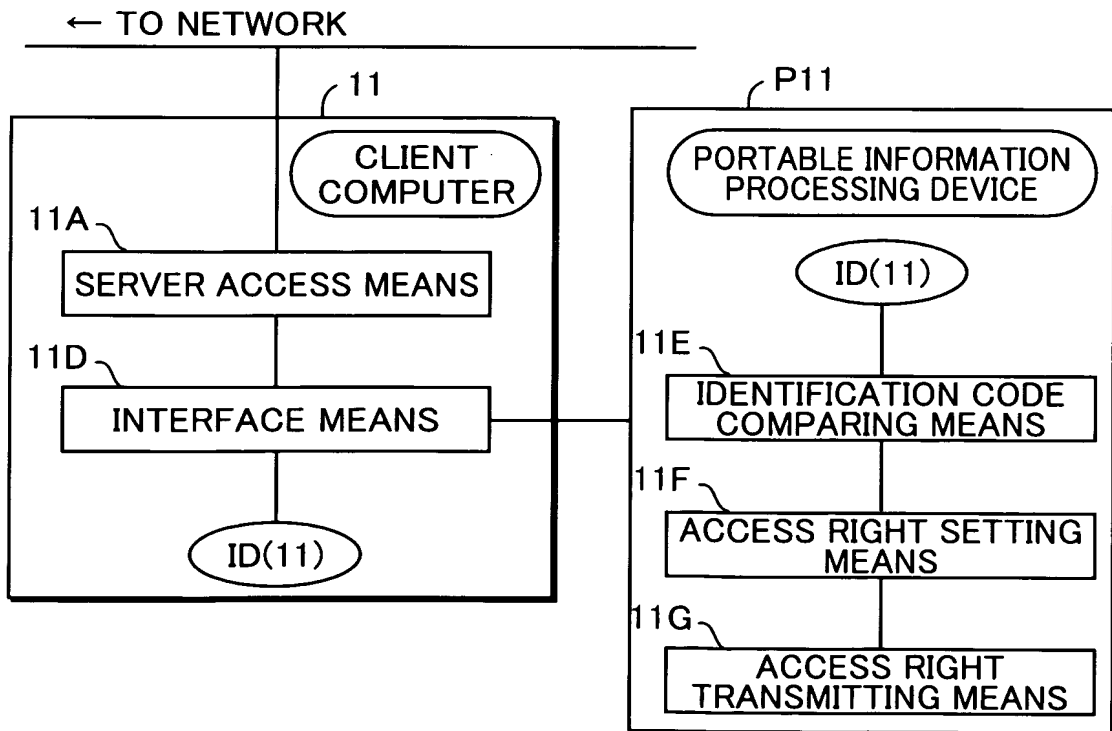 ← TO NETWORK
11
CLIENT
COMPUTER
11A
SERVER ACCESS MEANS
11D
INTERFACE MEANS
ID(11)
P11
PORTABLE INFORMATION
PROCESSING DEVICE
ID(11)
11E
IDENTIFICATION CODE
COMPARING MEANS
11F
ACCESS RIGHT SETTING
MEANS
11G
ACCESS RIGHT
TRANSMITTING MEANS